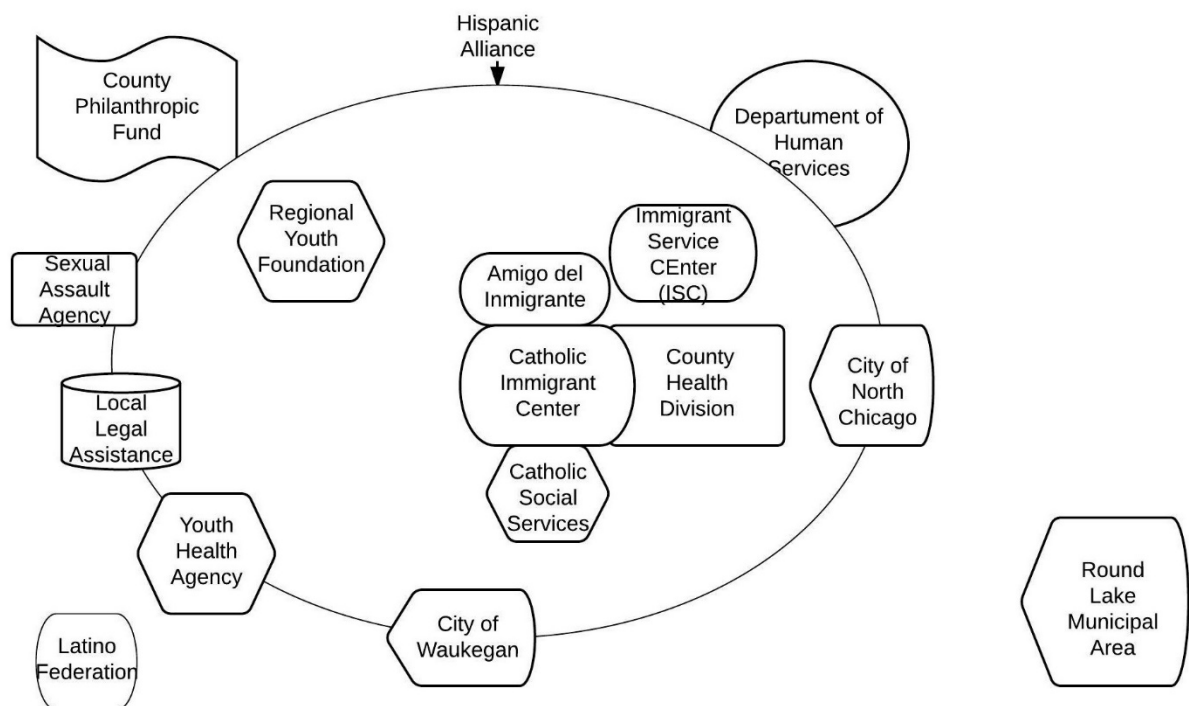 Hispanic
Alliance
County
Philanthropic
Fund
Departument of
Human
Services
Regional
Youth
Foundation
Immigrant
Service
CEnter
(ISC)
Sexual
Assault
Agency
Amigo del
Inmigrante
Catholic
Immigrant
Center
County
Health
Division
City of
North
Chicago
Local
Legal
Assistance
Catholic
Social
Services
Youth
Health
Agency
City of
Waukegan
Round
Lake
Municipal
Area
Latino
Federation